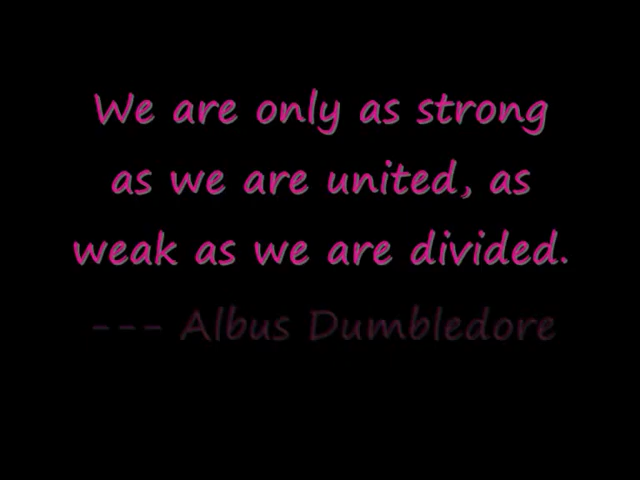 We are only as strong
as we are united, as
weak as we are divided.
--- Albus Dumbledore